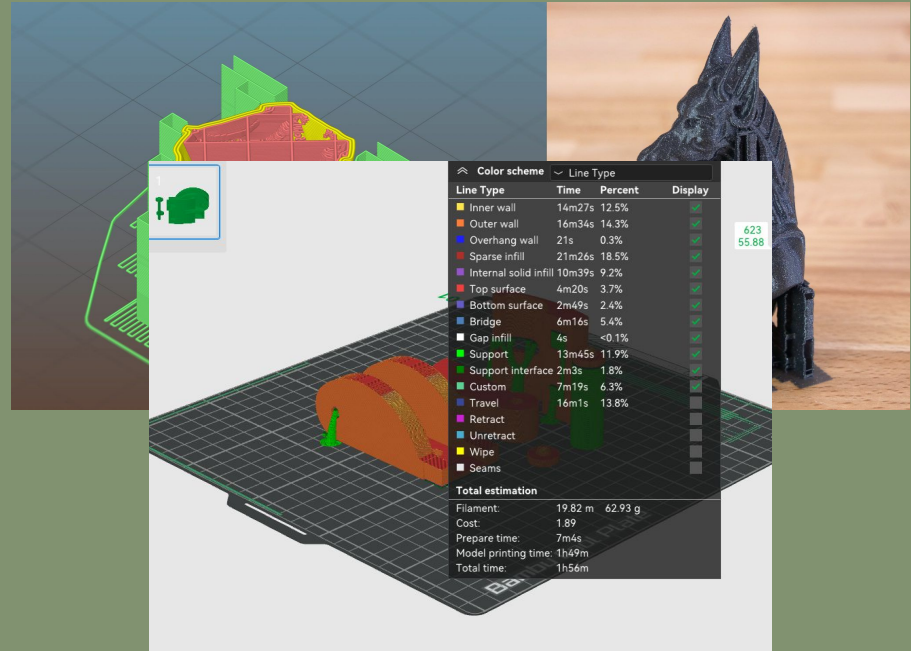 1
Color scheme Line Type
Line Type Time Percent Display
Inner wall 14m27s 12.5%
Outer wall 16m34s 14.3%
Overhang wall 21s 0.3%
Sparse infill 21m26s 18.5%
Internal solid infill 10m39s 9.2%
Top surface 4m20s 3.7%
Bottom surface 2m49s 2.4%
Bridge 6m16s 5.4%
Gap infill 4s <0.1%
Support 13m45s 11.9%
Support interface 2m3s 1.8%
Custom 7m19s 6.3%
Travel 16m1s 13.8%
Retract
Unretract
Wipe
Seams
Total estimation
Filament: 19.82 m 62.93 g
Cost: 1.89
Prepare time: 7m4s
Model printing time: 1h49m
Total time: 1h56m
623
55.88